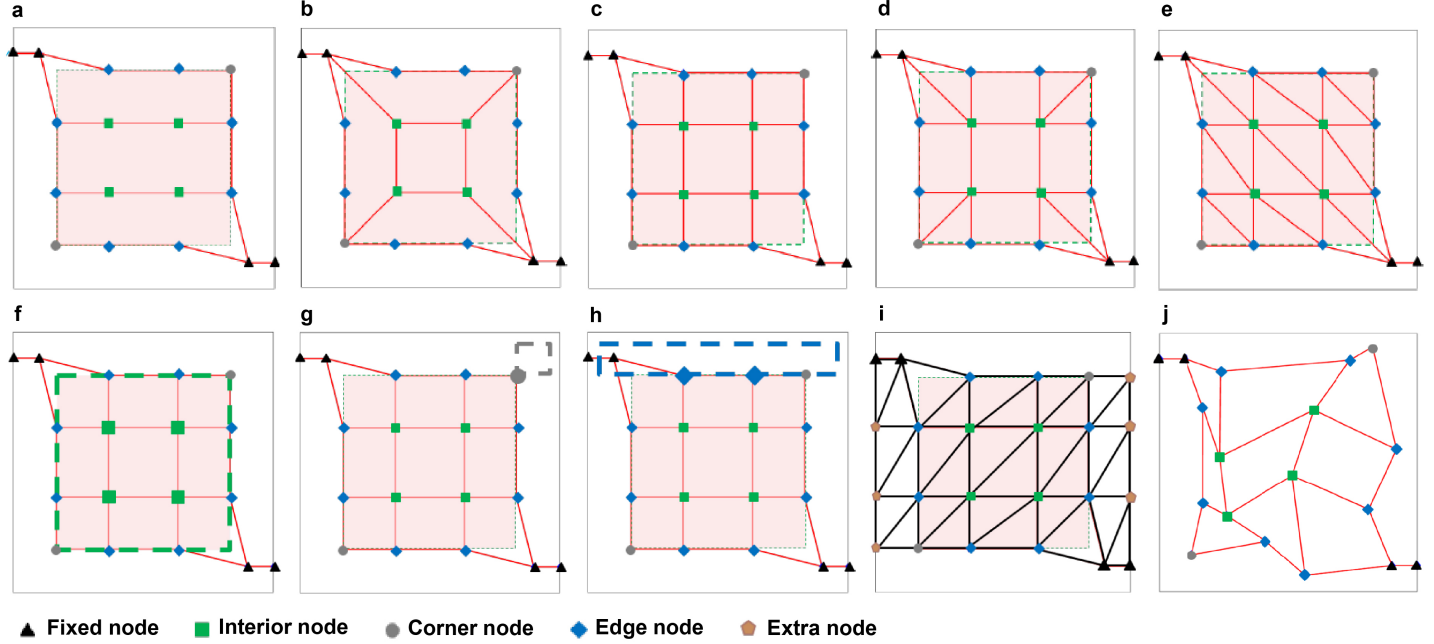 a b c d e
f g h i j
Fixed node Interior node Corner node Edge node Extra node